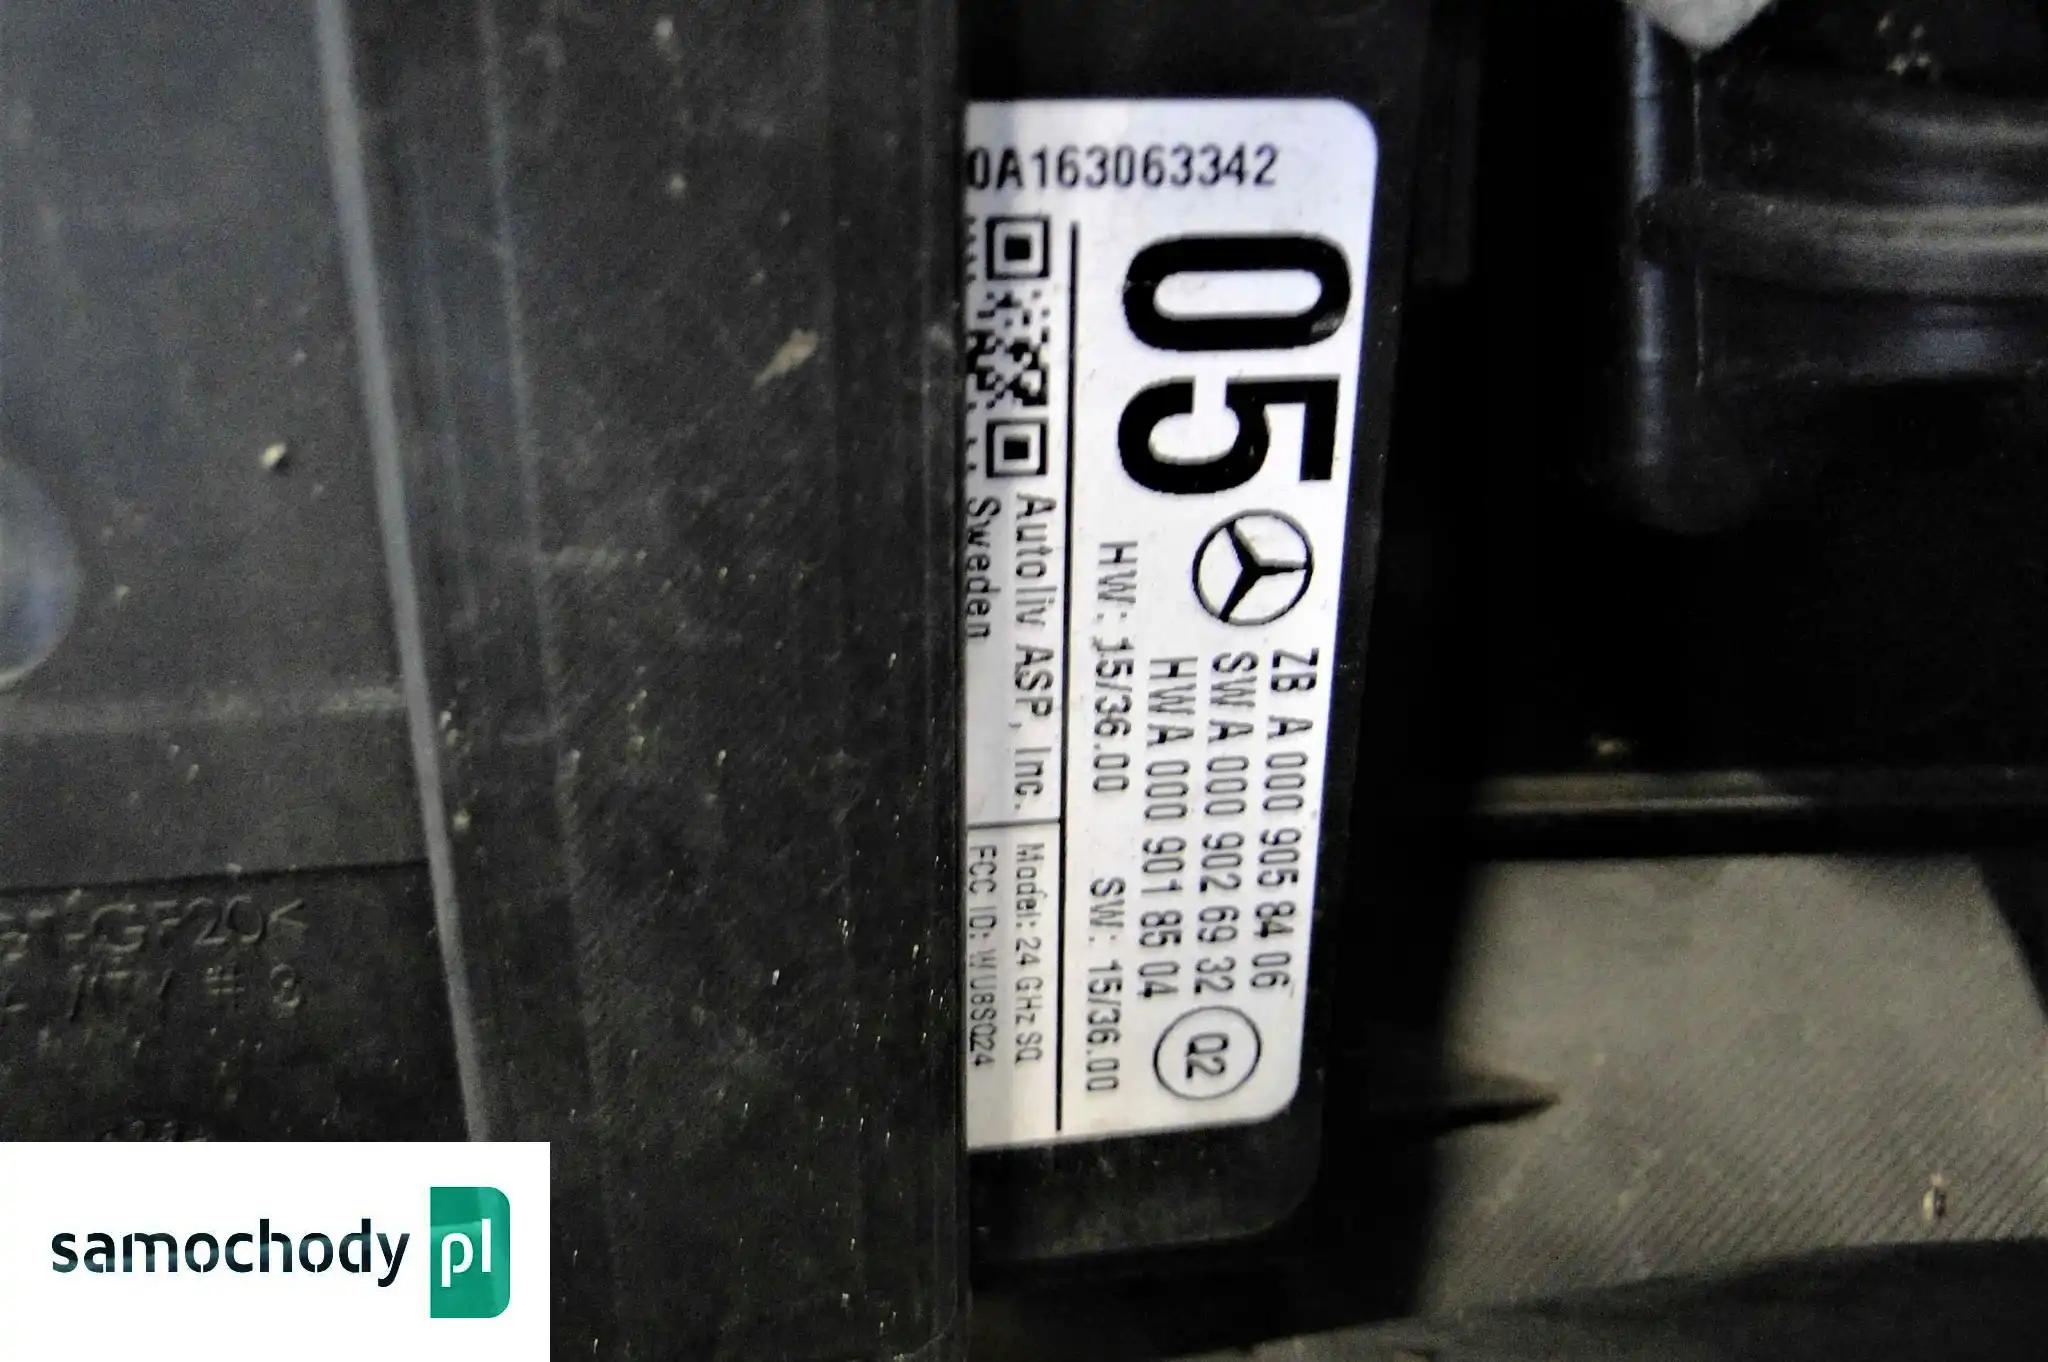 0A163063342
05
ZB A 000 905 84 06
SW A 000 902 69 32
HW A 000 901 85 04
Q2
HW: 15/36.00 SW: 15/36.00
Autoliv ASP, Inc.
Sweden
Model: 24 GHz SQ
FCC ID: WU8SQ24
GF20<
# 3
samochody pl